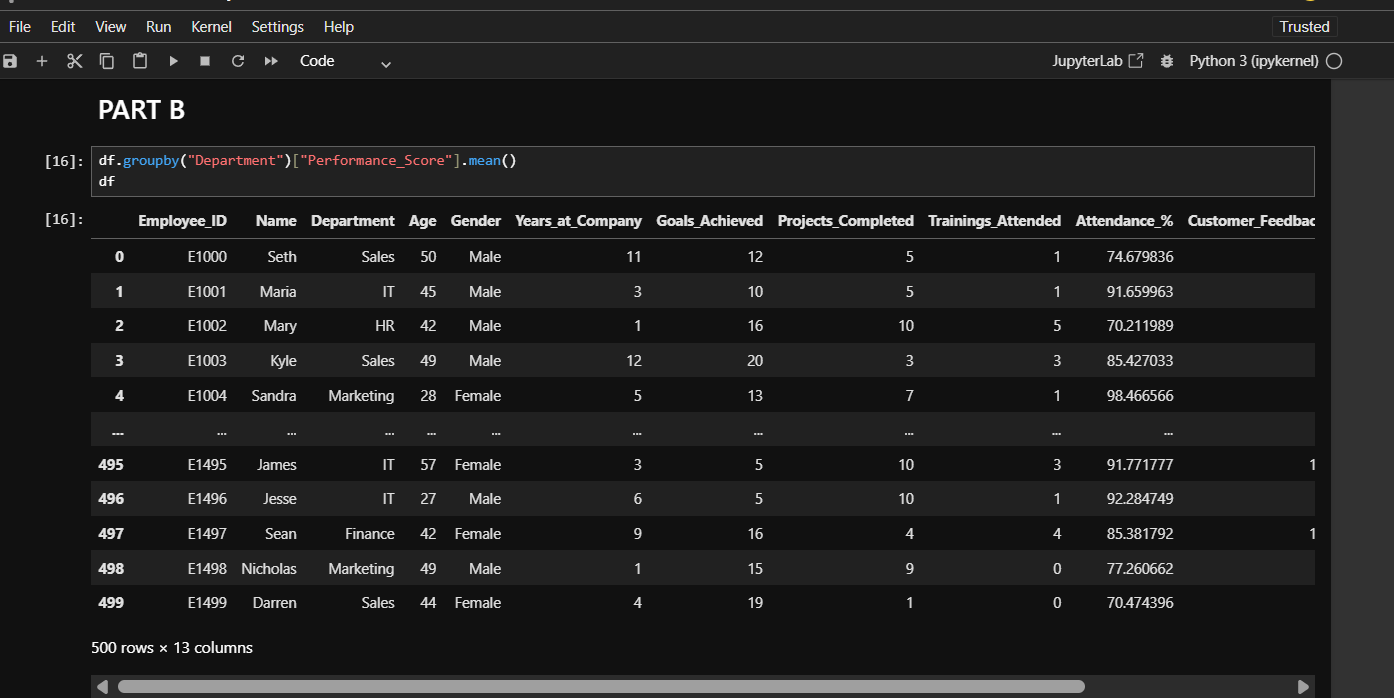 File Edit View Run Kernel Settings Help Trusted
Code JupyterLab Python 3 (ipykernel)
PART B
[16]: df.groupby("Department")["Performance_Score"].mean()
df
[16]: Employee_ID Name Department Age Gender Years_at_Company Goals_Achieved Projects_Completed Trainings_Attended Attendance_% Customer_Feedbac
0 E1000 Seth Sales 50 Male 11 12 5 1 74.679836
1 E1001 Maria IT 45 Male 3 10 5 1 91.659963
2 E1002 Mary HR 42 Male 1 16 10 5 70.211989
3 E1003 Kyle Sales 49 Male 12 20 3 3 85.427033
4 E1004 Sandra Marketing 28 Female 5 13 7 1 98.466566
... ... ... ... ... ... ... ... ... ... ...
495 E1495 James IT 57 Female 3 5 10 3 91.771777 1
496 E1496 Jesse IT 27 Male 6 5 10 1 92.284749
497 E1497 Sean Finance 42 Female 9 16 4 4 85.381792 1
498 E1498 Nicholas Marketing 49 Male 1 15 9 0 77.260662
499 E1499 Darren Sales 44 Female 4 19 1 0 70.474396
500 rows × 13 columns